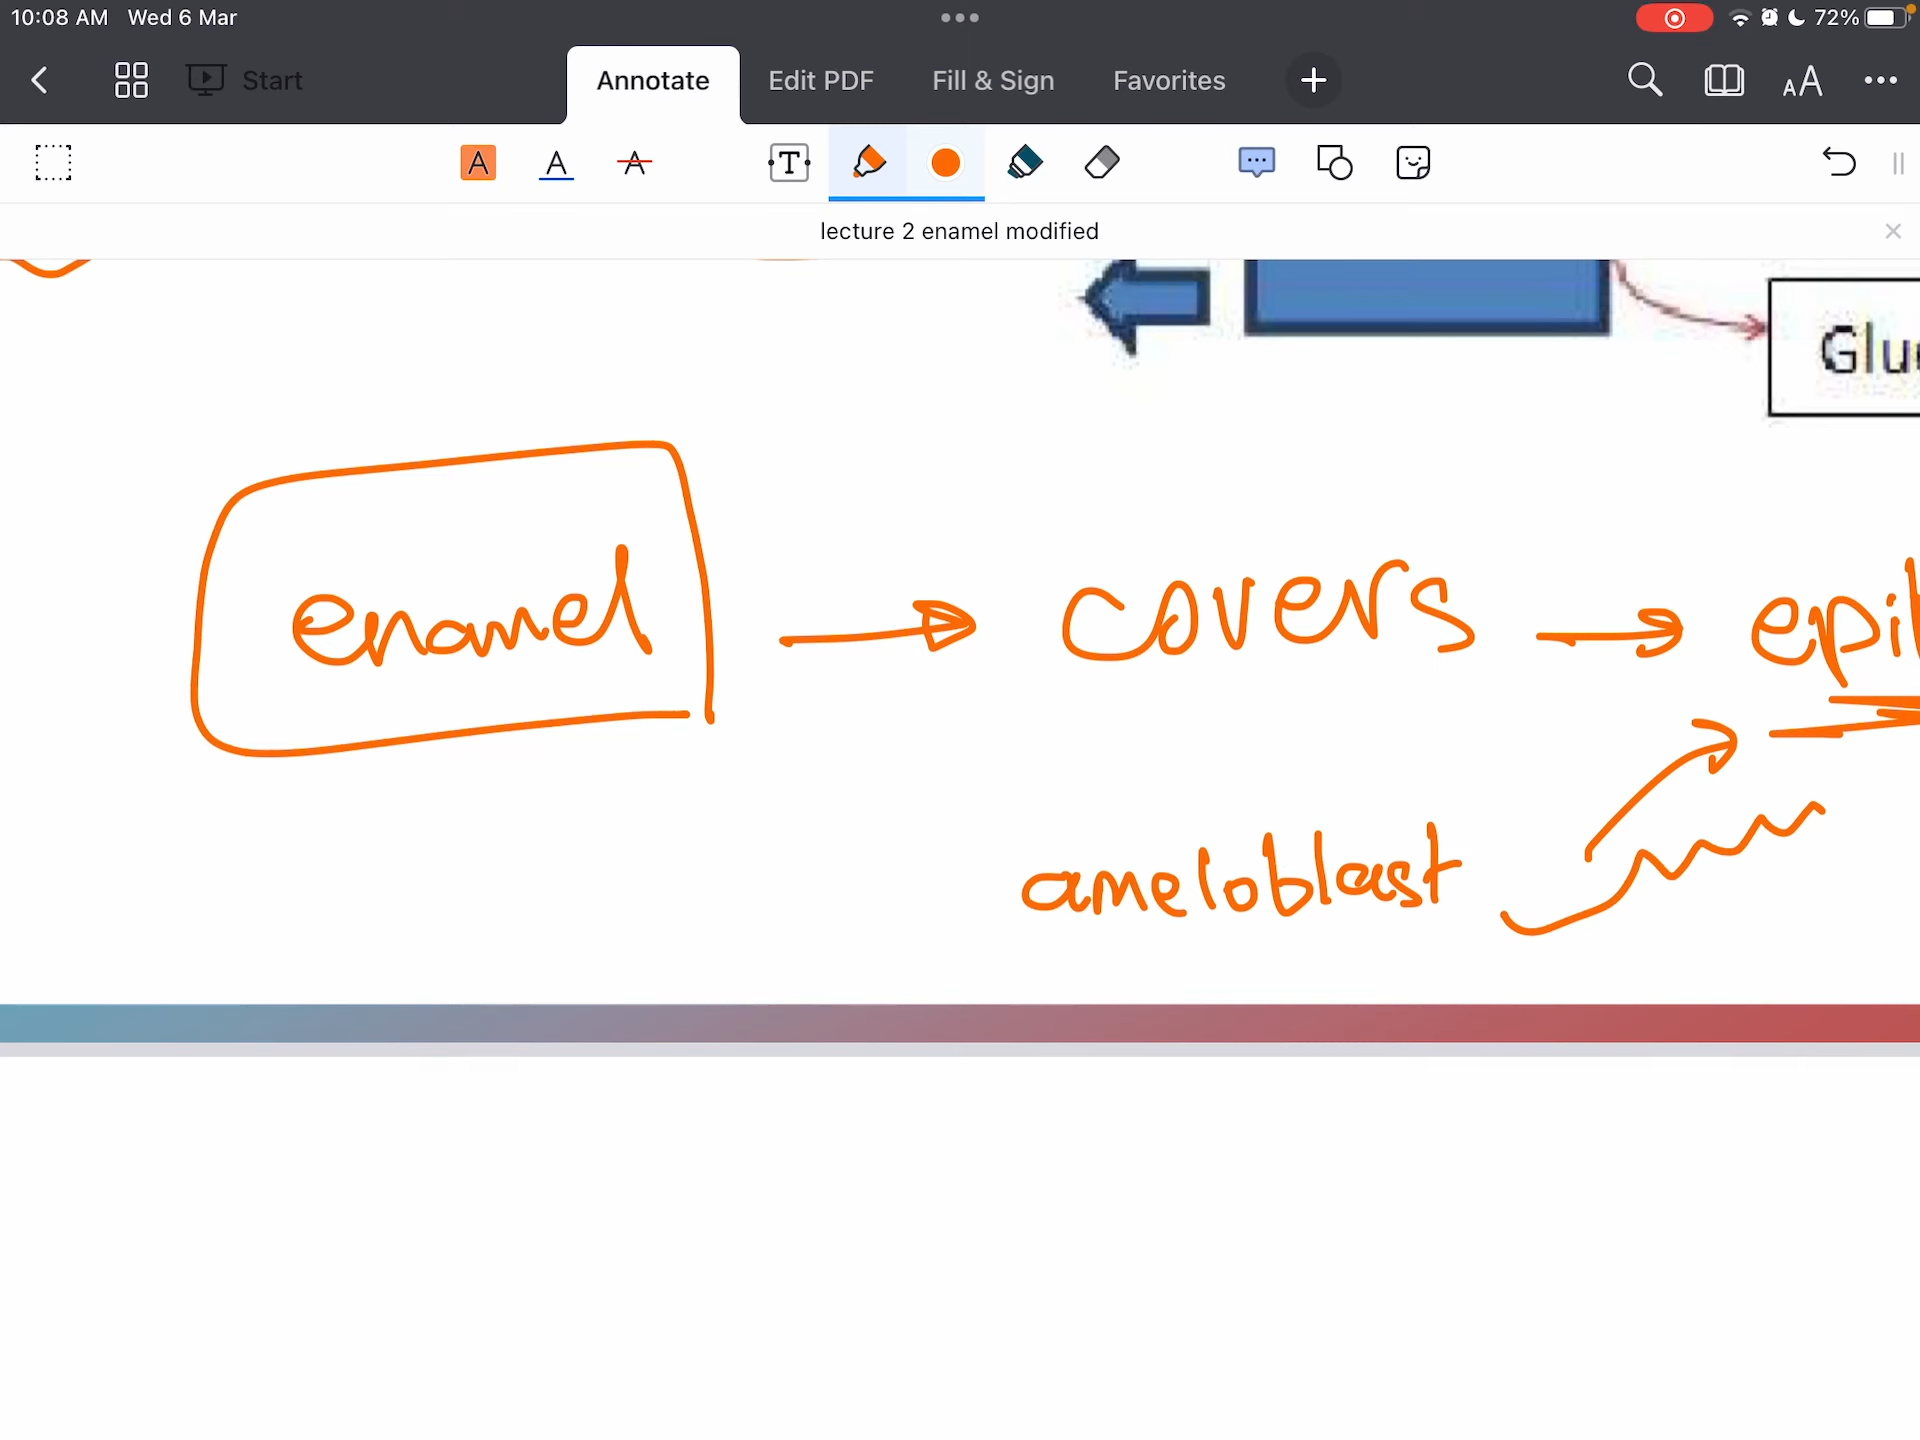 10:08 AM Wed 6 Mar
72%
Start
Annotate
Edit PDF
Fill & Sign
Favorites
AA
A A A T
lecture 2 enamel modified
enamel → covers →
ameloblast